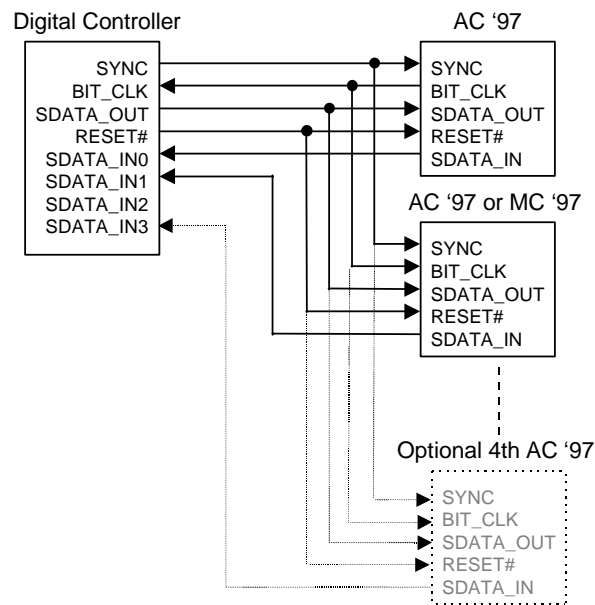 Digital Controller
SYNC
BIT_CLK
SDATA_OUT
RESET#
SDATA_IN0
SDATA_IN1
SDATA_IN2
SDATA_IN3
AC ‘97
SYNC
BIT_CLK
SDATA_OUT
RESET#
SDATA_IN
AC ‘97 or MC ‘97
SYNC
BIT_CLK
SDATA_OUT
RESET#
SDATA_IN
Optional 4th AC ‘97
SYNC
BIT_CLK
SDATA_OUT
RESET#
SDATA_IN